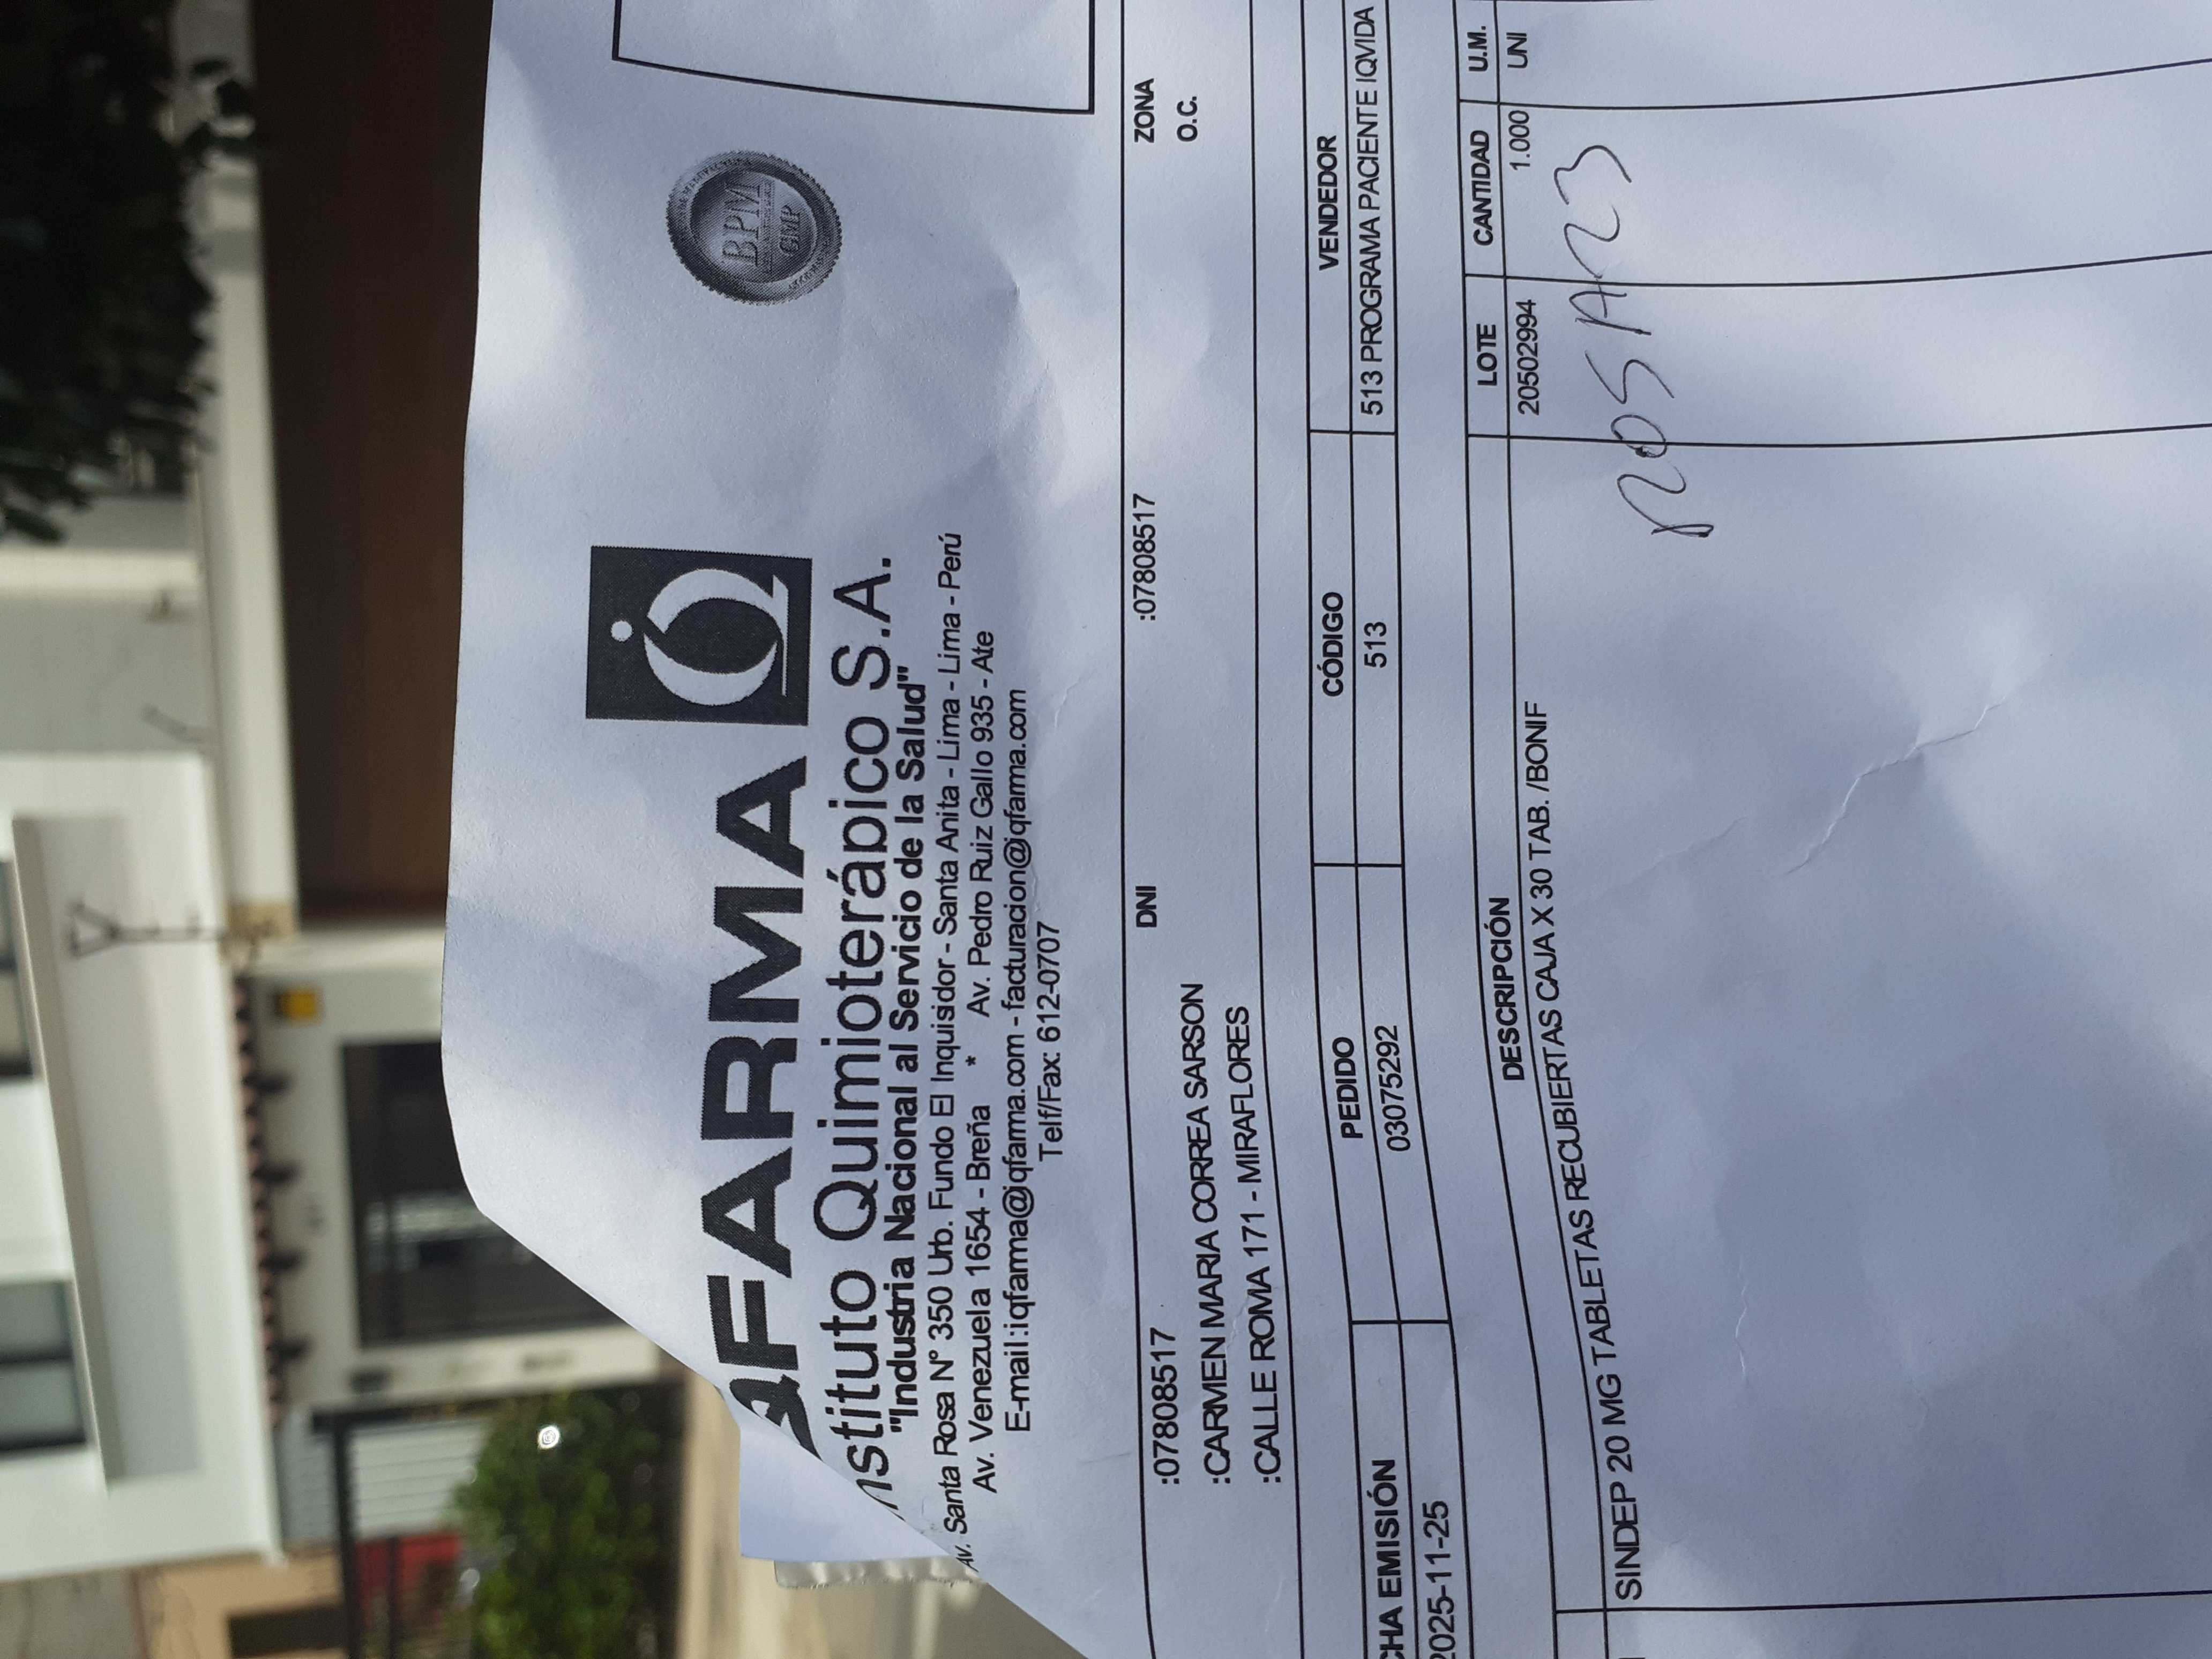 QFARMA
Instituto Quimioterápico S.A.
"Industria Nacional al Servicio de la Salud"
Av. Santa Rosa N° 350 Urb. Fundo El Inquisidor - Santa Anita - Lima - Lima - Perú
Av. Venezuela 1654 - Breña * Av. Pedro Ruiz Gallo 935 - Ate
E-mail:iqfarma@iqfarma.com - facturacion@iqfarma.com
Telf/Fax: 612-0707
BPM
GMP
:07808517 DNI :07808517 ZONA
:CARMEN MARIA CORREA SARSON O.C.
:CALLE ROMA 171 - MIRAFLORES
CHA EMISIÓN PEDIDO CÓDIGO VENDEDOR
2025-11-25 03075292 513 513 PROGRAMA PACIENTE IQVIDA
DESCRIPCIÓN LOTE CANTIDAD U.M.
SINDEP 20 MG TABLETAS RECUBIERTAS CAJA X 30 TAB. /BONIF 20502994 1.000 UNI